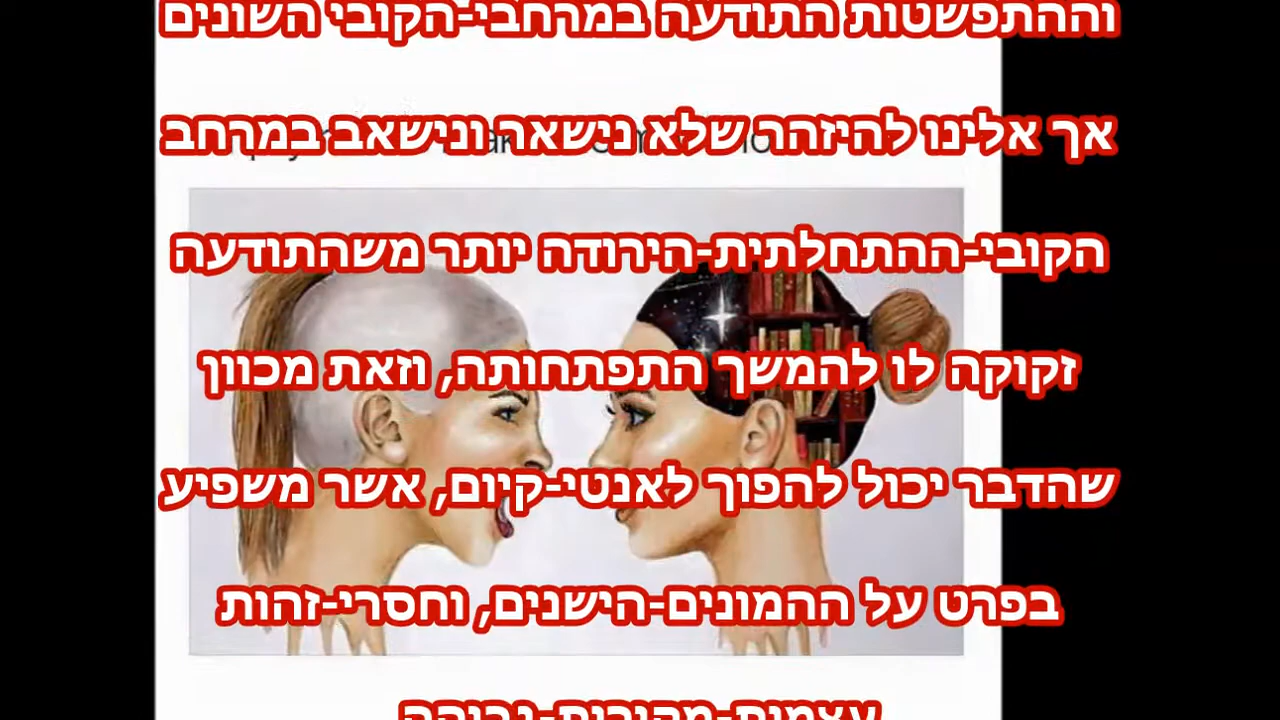 וההתפשטות התודעה במרחבי-הקובי השונים
אך אלינו להיזהר שלא נישאר ונישאב במרחב
הקובי-ההתחלתית-הירודה יותר משהתודעה
זקוקה לו להמשך התפתחותה, וזאת מכוון
שהדבר יכול להפוך לאנטי-קיום, אשר משפיע
בפרט על ההמונים-הישנים, וחסרי-זהות